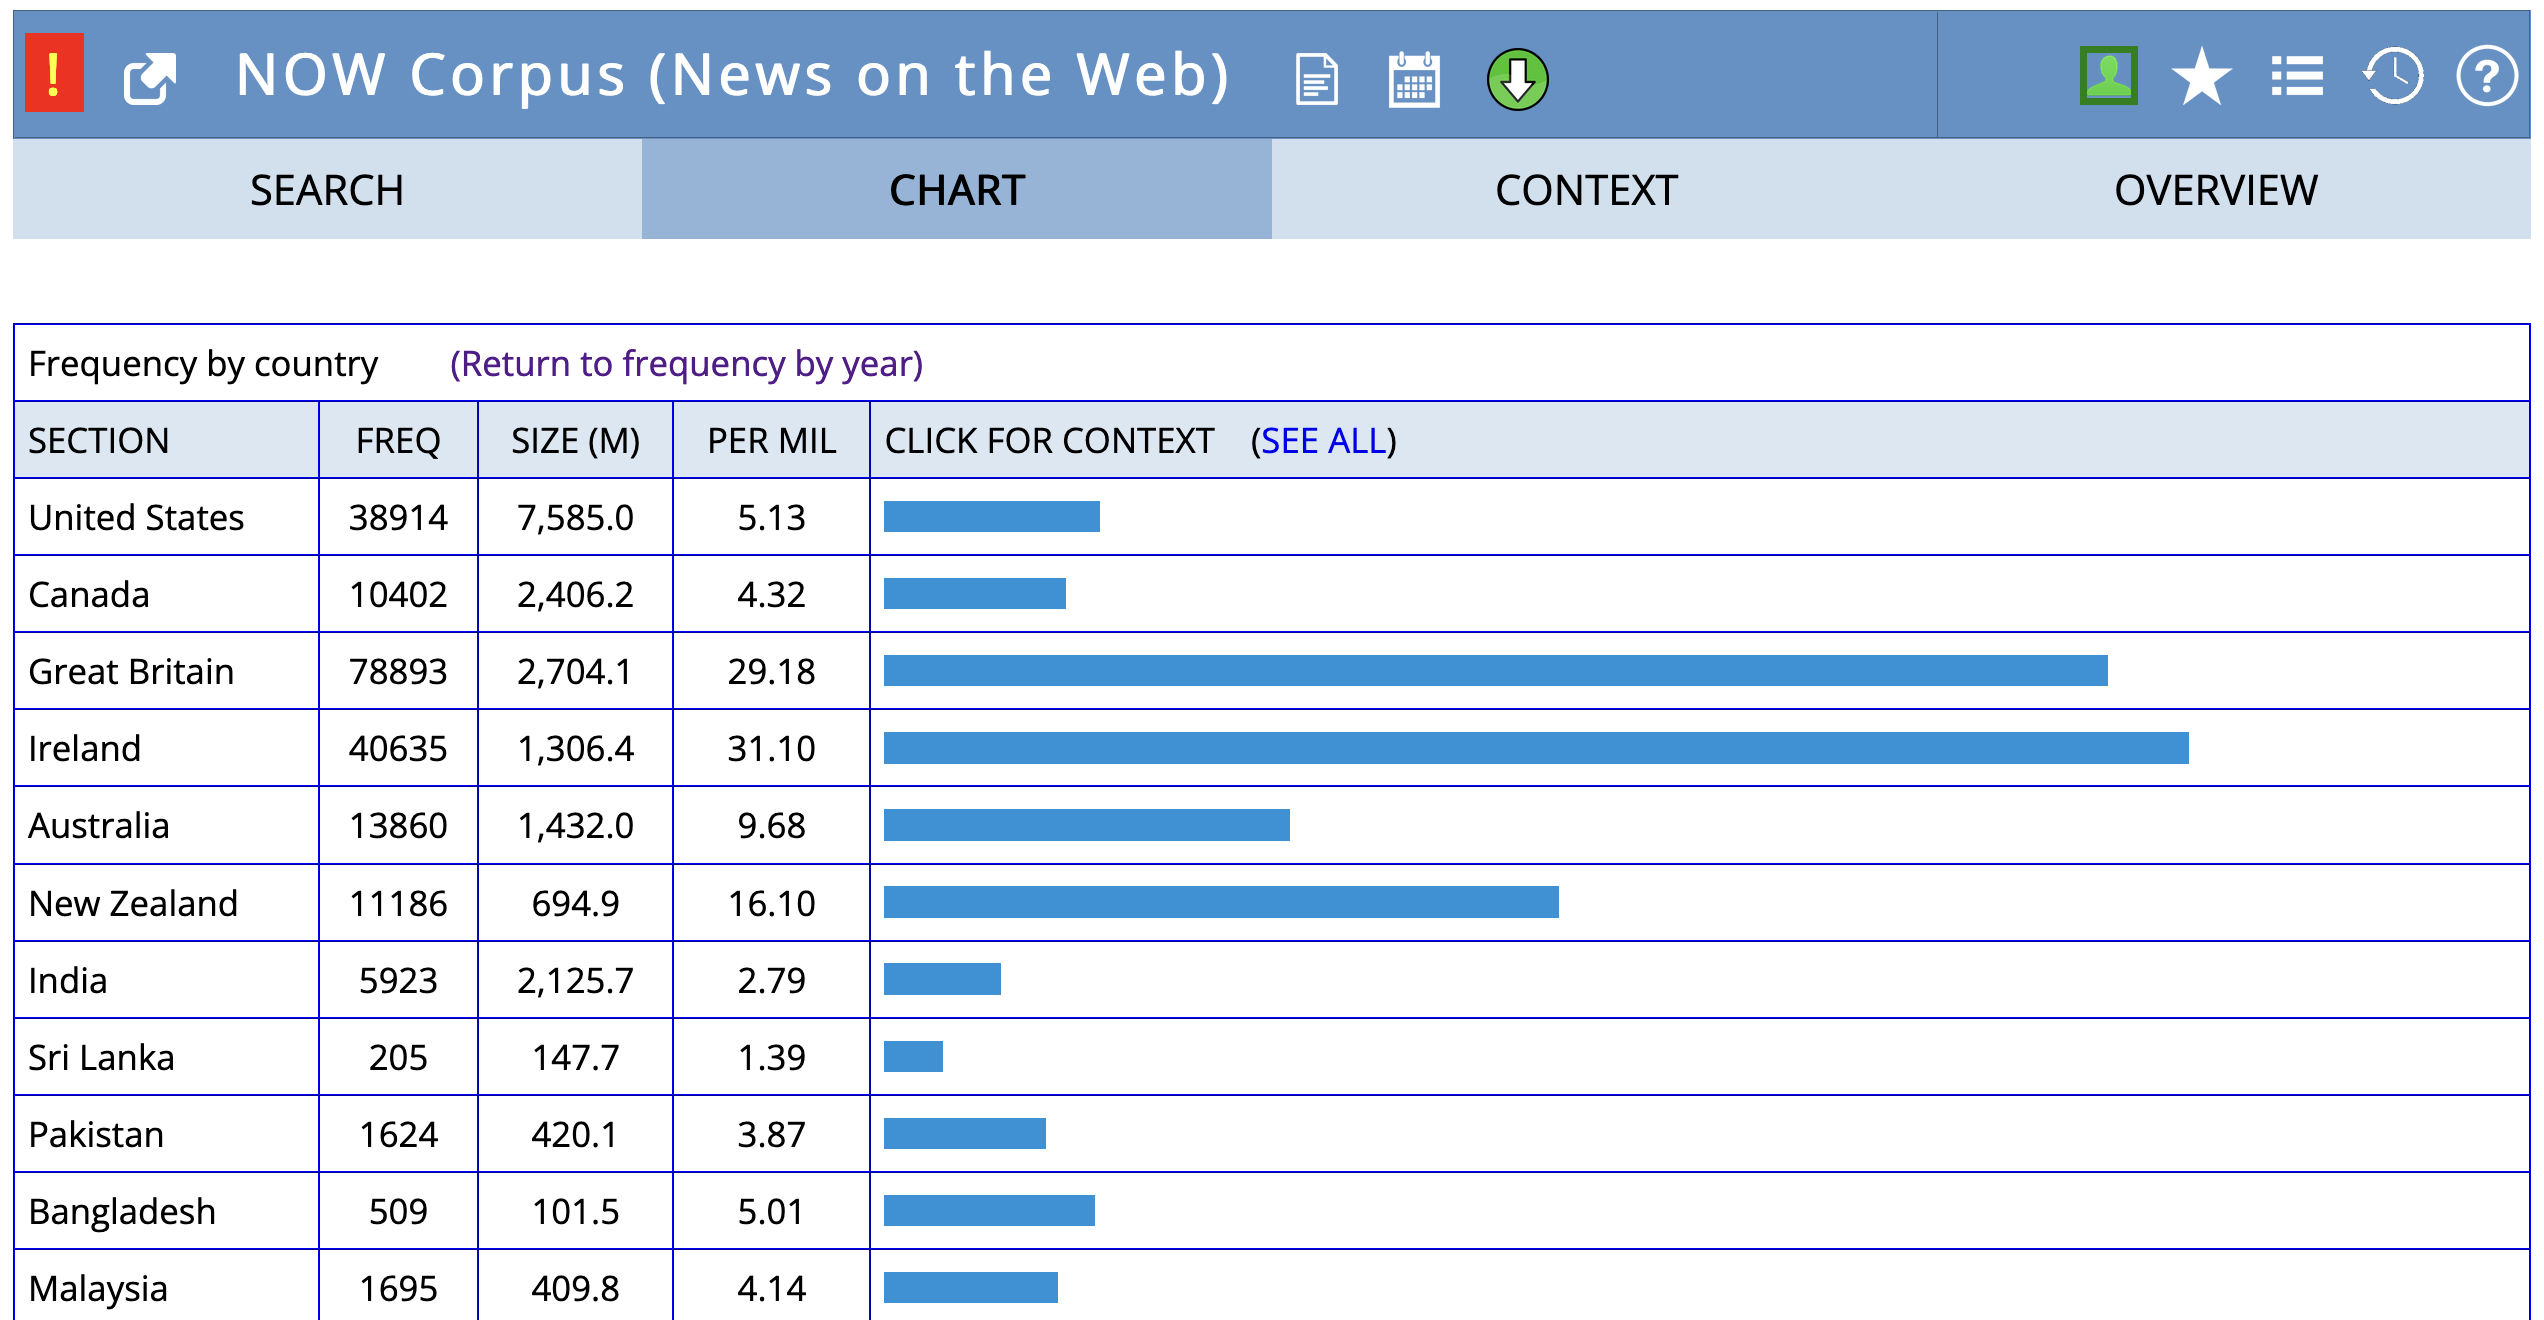 ! NOW Corpus (News on the Web) ?
SEARCH CHART CONTEXT OVERVIEW
Frequency by country (Return to frequency by year)
SECTION FREQ SIZE (M) PER MIL CLICK FOR CONTEXT (SEE ALL)
United States 38914 7,585.0 5.13
Canada 10402 2,406.2 4.32
Great Britain 78893 2,704.1 29.18
Ireland 40635 1,306.4 31.10
Australia 13860 1,432.0 9.68
New Zealand 11186 694.9 16.10
India 5923 2,125.7 2.79
Sri Lanka 205 147.7 1.39
Pakistan 1624 420.1 3.87
Bangladesh 509 101.5 5.01
Malaysia 1695 409.8 4.14